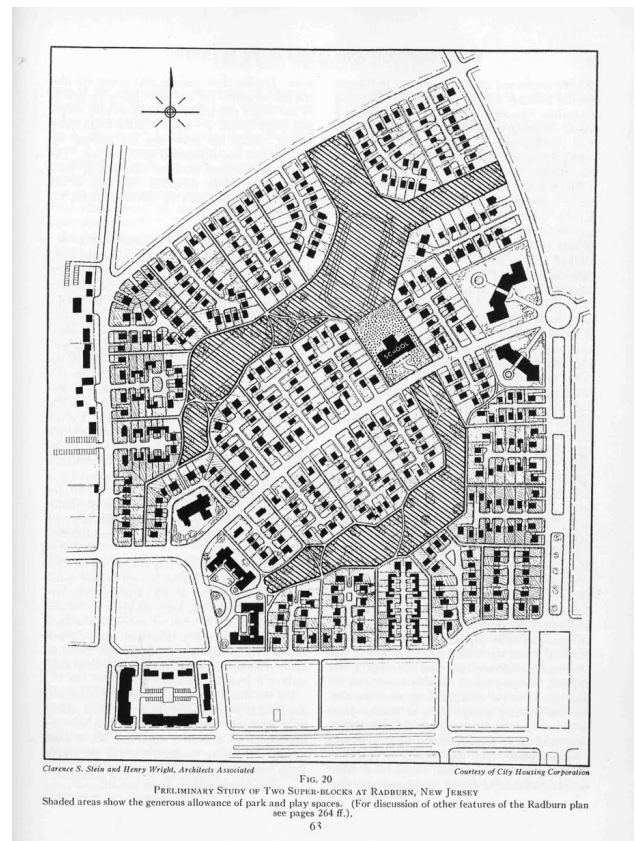 SCHOOL
Clarence S. Stein and Henry Wright, Architects Associated
Courtesy of City Housing Corporation
FIG. 20
PRELIMINARY STUDY OF TWO SUPER-BLOCKS AT RADBURN, NEW JERSEY
Shaded areas show the generous allowance of park and play spaces. (For discussion of other features of the Radburn plan
see pages 264 ff.).
63